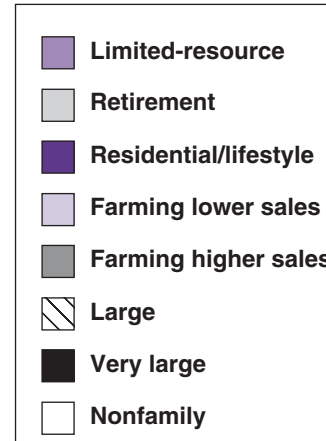 Limited-resource
Retirement
Residential/lifestyle
Farming lower sales
Farming higher sales
Large
Very large
Nonfamily